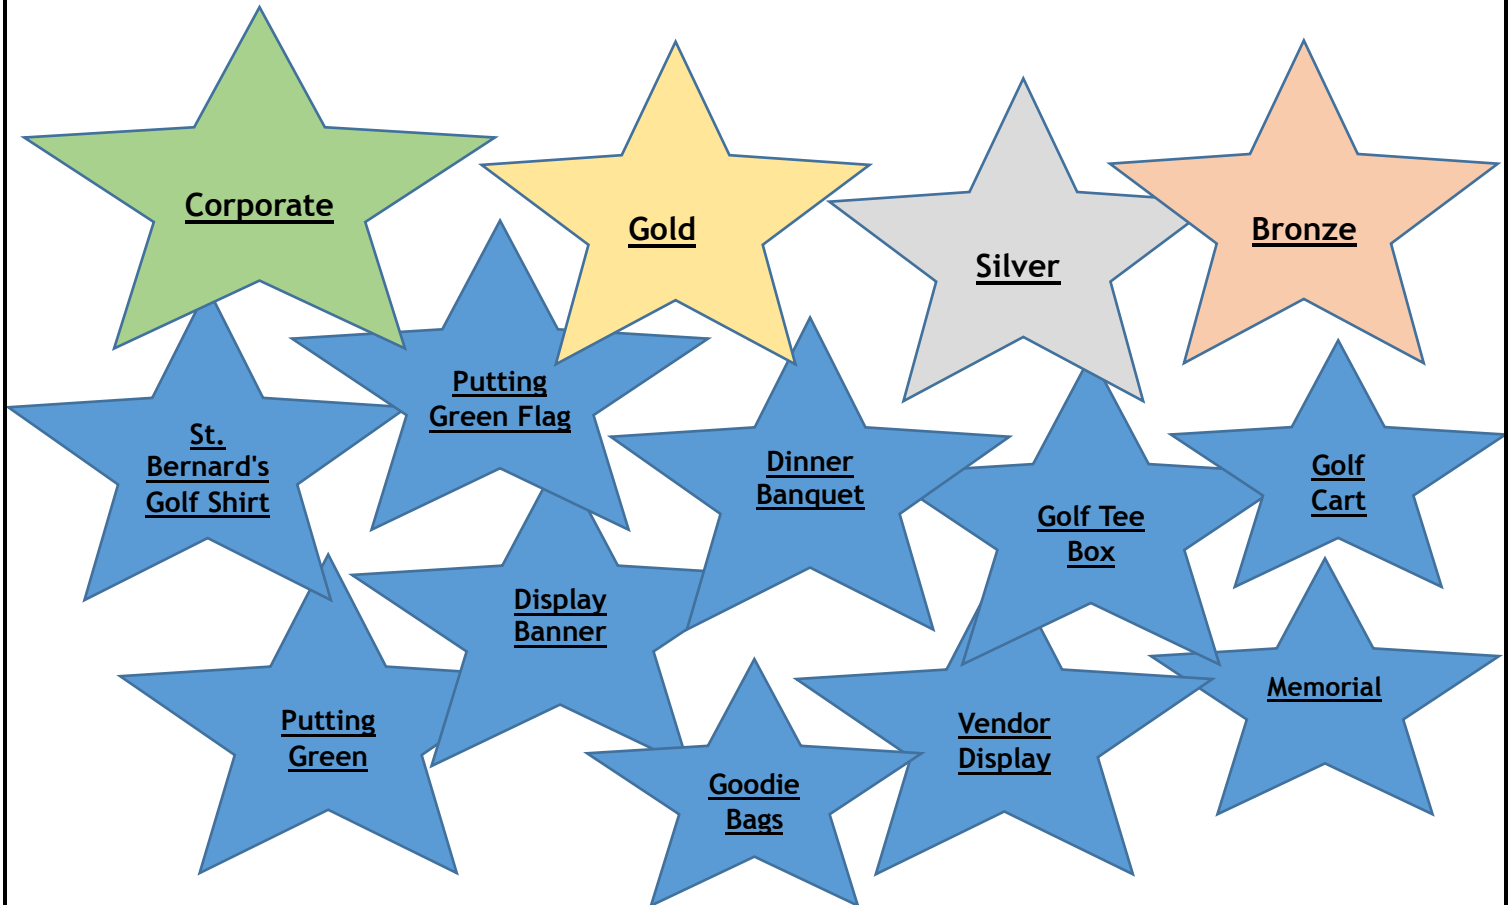 Corporate
Gold
Silver
Bronze
Putting
Green Flag
St.
Bernard's
Golf Shirt
Dinner
Banquet
Golf Tee
Box
Golf
Cart
Display
Banner
Putting
Green
Goodie
Bags
Vendor
Display
Memorial